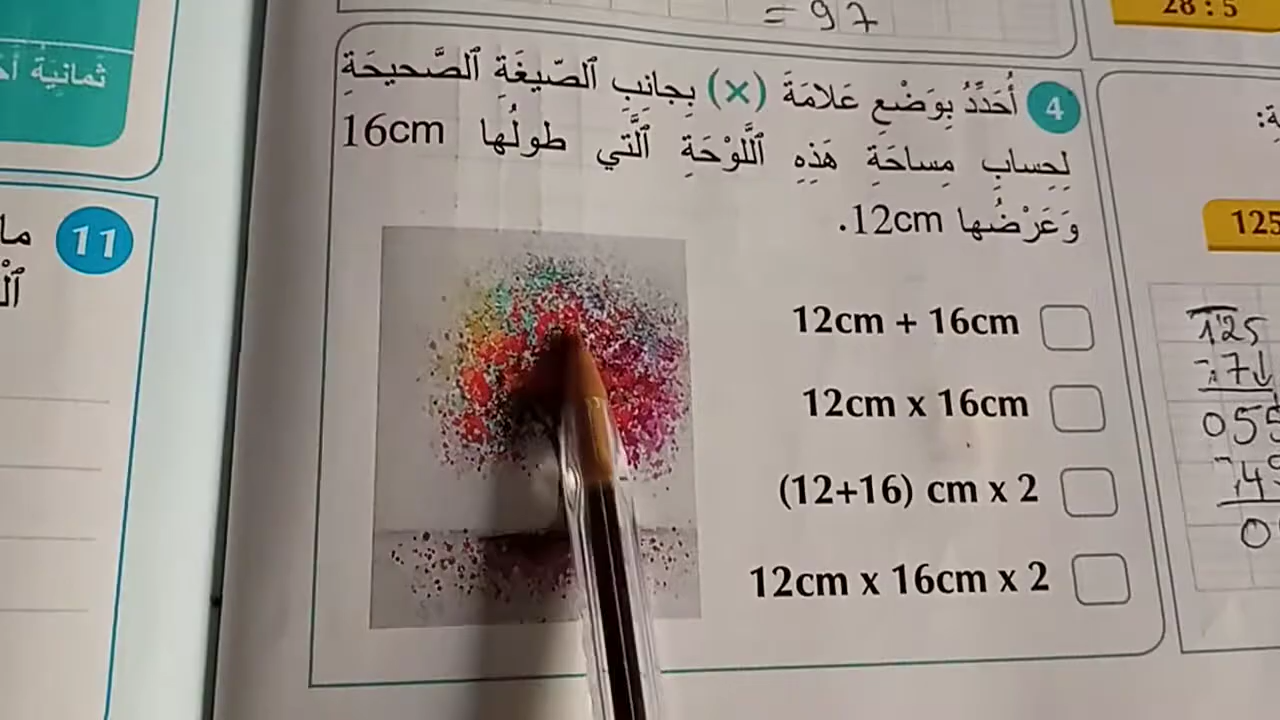 = 97
28 : 5
ثمانية
4 أُحَدِّدُ بِوَضْعِ عَلامَةَ (×) بِجانِبِ ٱلصّيغَةِ ٱلصَّحيحَةِ
لِحِسابِ مِساحَةِ هَذِهِ ٱللَّوْحَةِ ٱلَّتي طولُها 16cm
وَعَرْضُها 12cm.
12cm + 16cm
12cm x 16cm
(12+16) cm x 2
12cm x 16cm x 2
11 ما
125
125
- 7
055
- 49
0